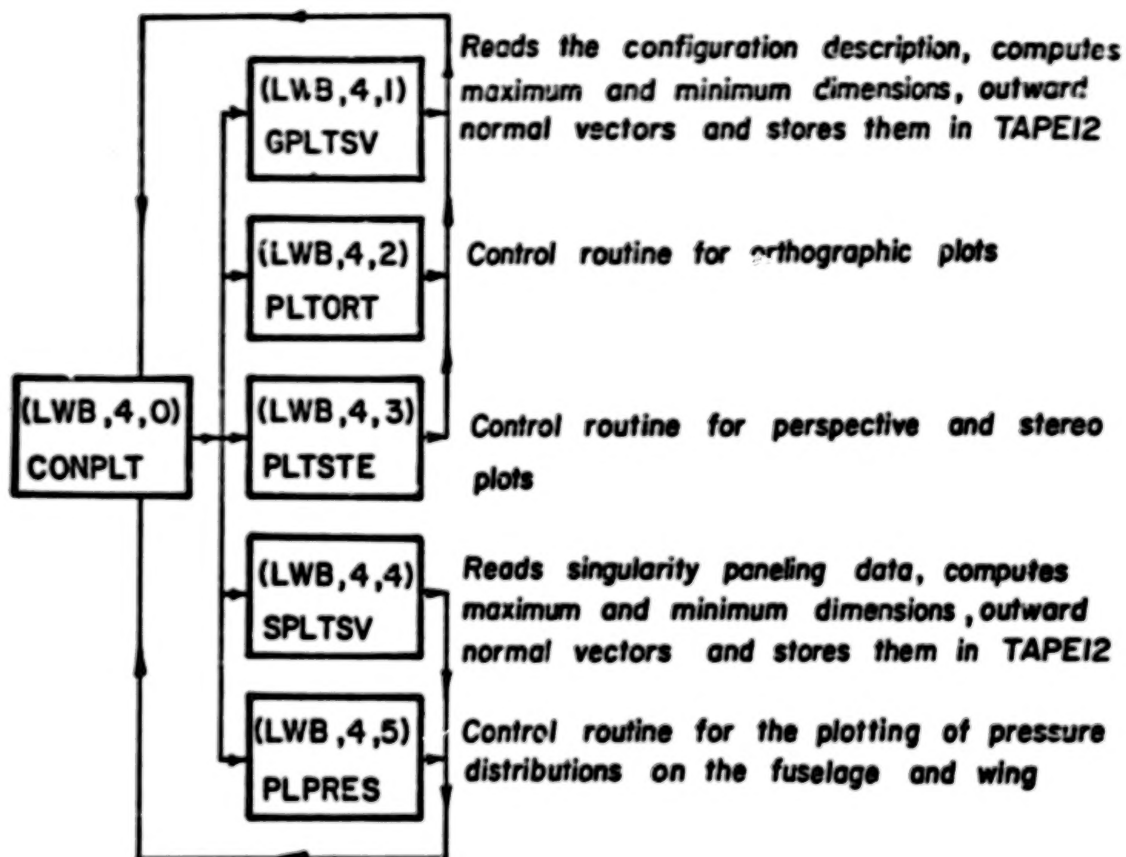 (LWB,4,1)
GPLTSV
Reads the configuration description, computes
maximum and minimum dimensions, outward
normal vectors and stores them in TAPE12
(LWB,4,2)
PLTORT
Control routine for orthographic plots
(LWB,4,0)
CONPLT
(LWB,4,3)
PLTSTE
Control routine for perspective and stereo
plots
(LWB,4,4)
SPLTSV
Reads singularity paneling data, computes
maximum and minimum dimensions, outward
normal vectors and stores them in TAPE12
(LWB,4,5)
PLPRES
Control routine for the plotting of pressure
distributions on the fuselage and wing